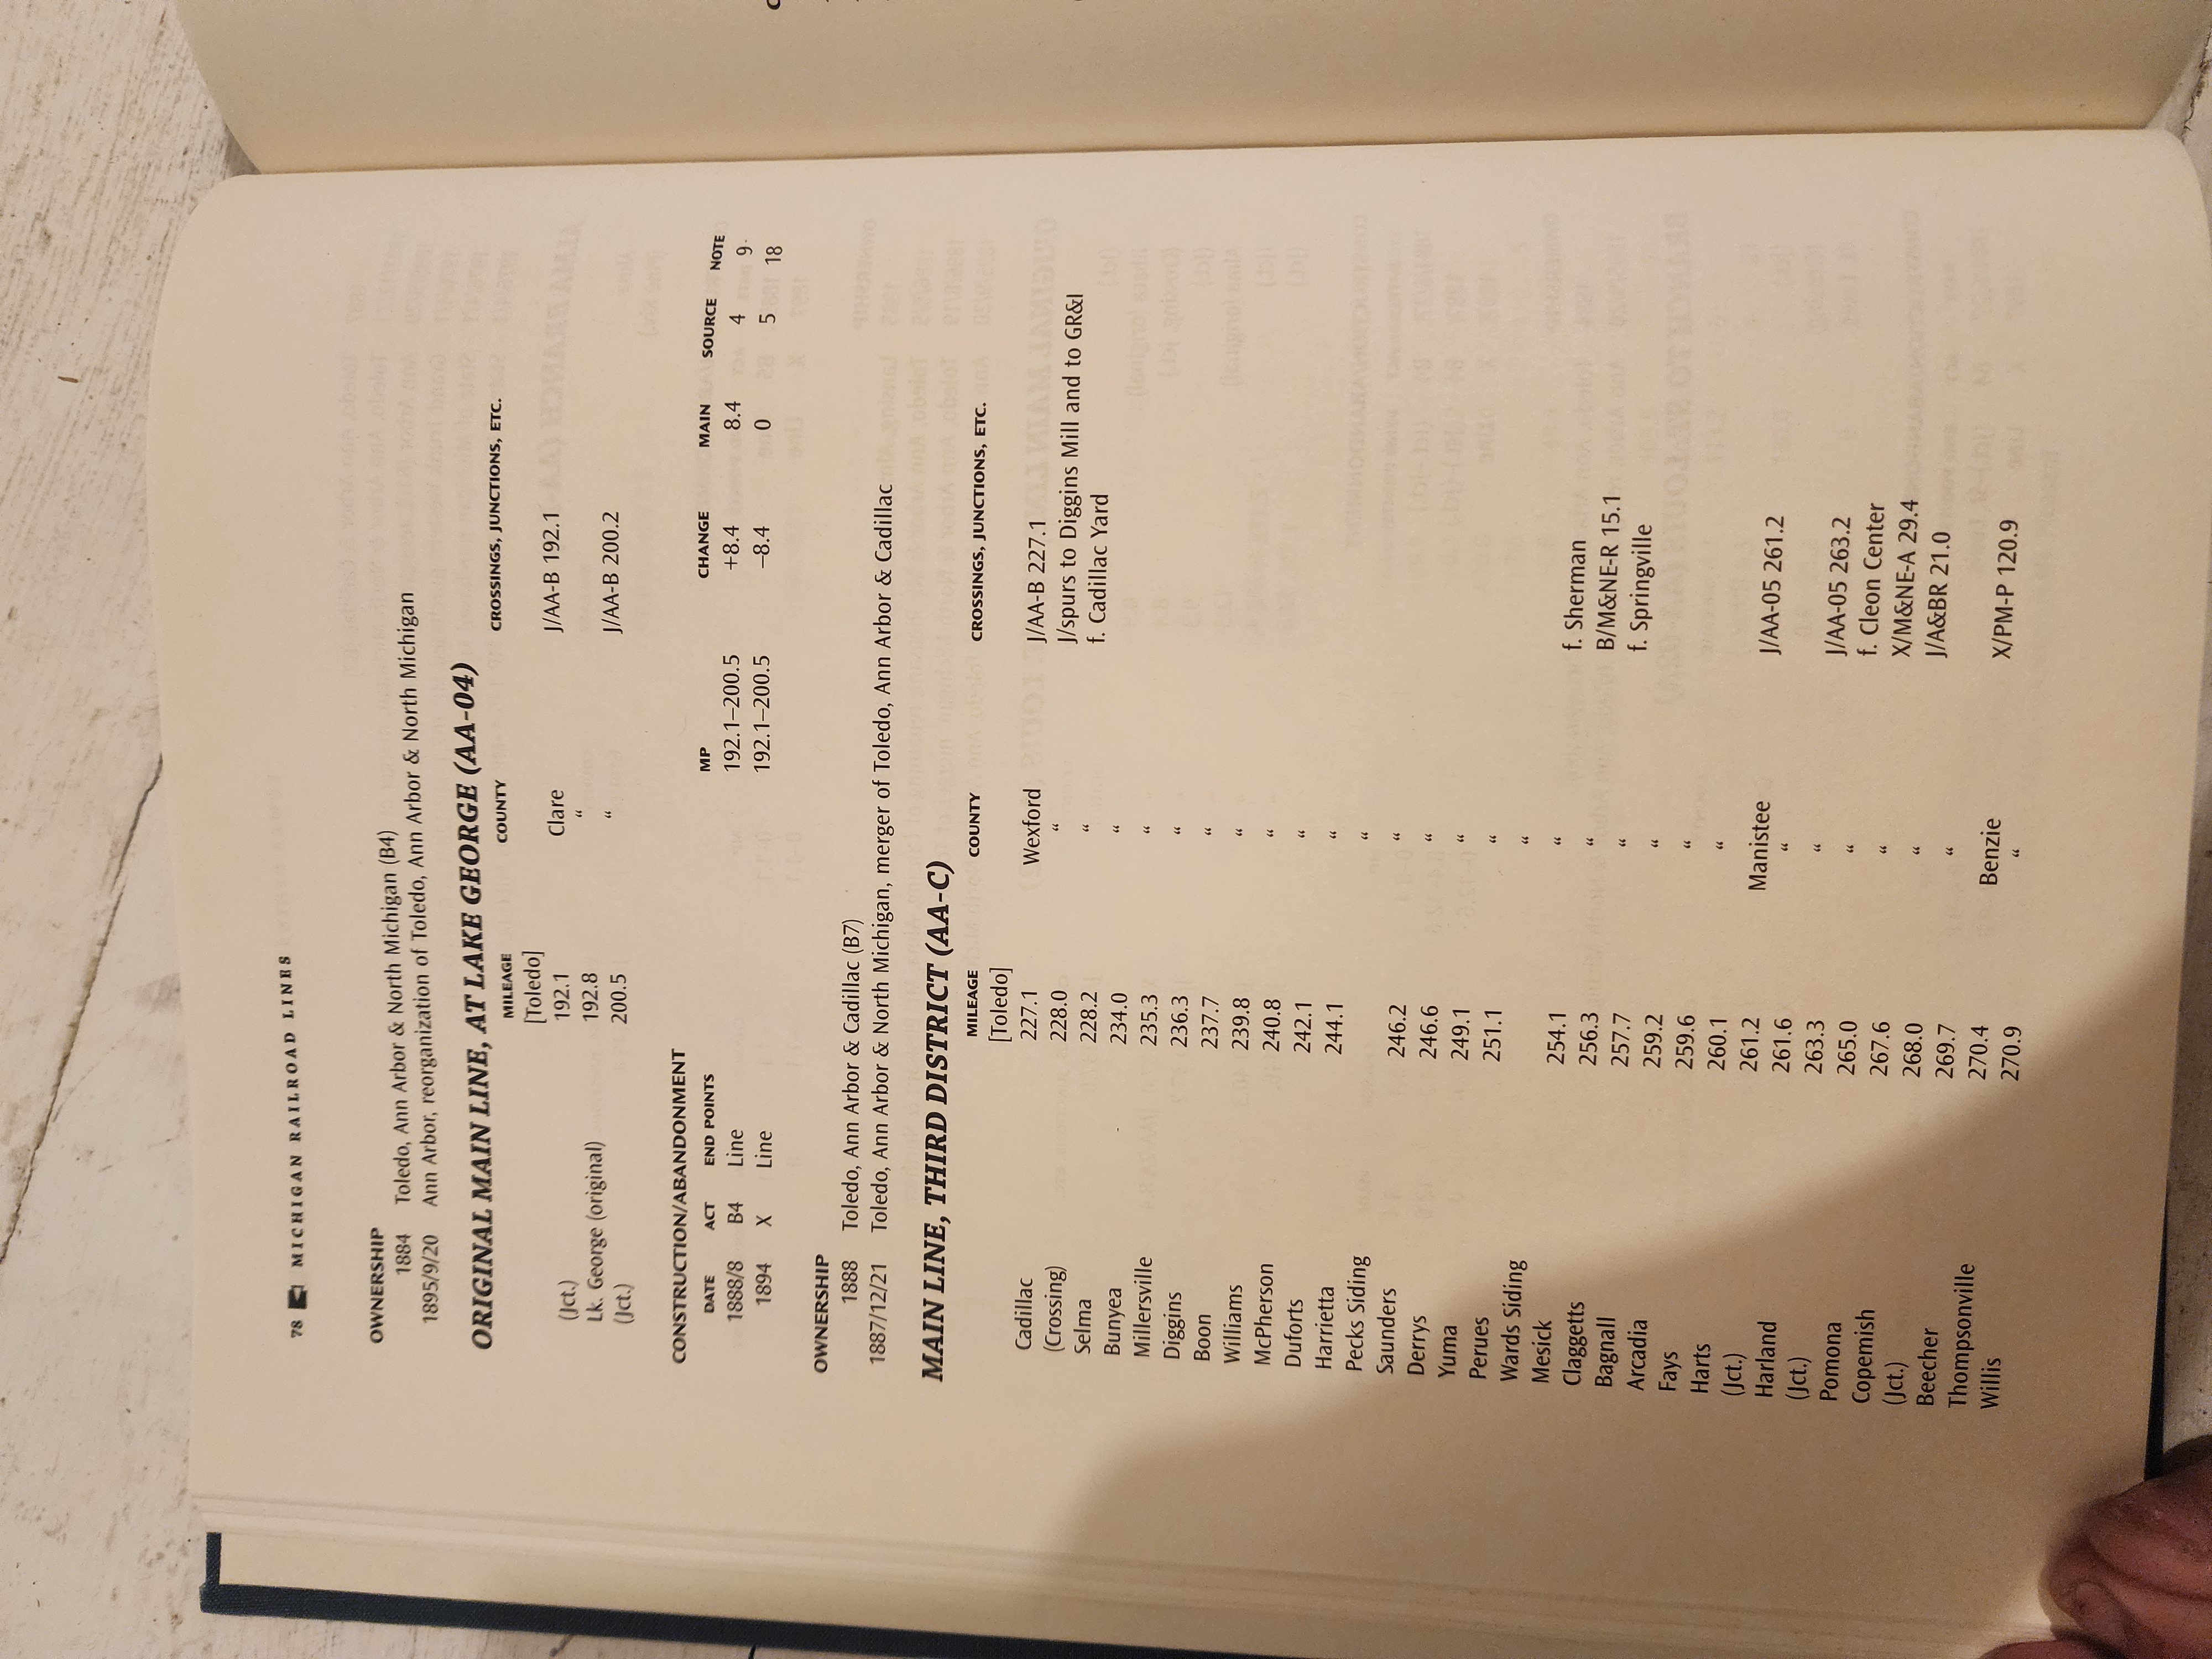 78 MICHIGAN RAILROAD LINES
OWNERSHIP
1884 Toledo, Ann Arbor & North Michigan (B4)
1895/9/20 Ann Arbor, reorganization of Toledo, Ann Arbor & North Michigan
ORIGINAL MAIN LINE, AT LAKE GEORGE (AA-04)
MILEAGE COUNTY CROSSINGS, JUNCTIONS, ETC.
[Toledo]
(Jct.) 192.1 Clare J/AA-B 192.1
Lk. George (original) 192.8 “
(Jct.) 200.5 “ J/AA-B 200.2
CONSTRUCTION/ABANDONMENT
DATE ACT END POINTS MP CHANGE MAIN SOURCE NOTE
1888/8 B4 Line 192.1–200.5 +8.4 8.4 4 9
1894 X Line 192.1–200.5 –8.4 0 5 18
OWNERSHIP
1888 Toledo, Ann Arbor & Cadillac (B7)
1887/12/21 Toledo, Ann Arbor & North Michigan, merger of Toledo, Ann Arbor & Cadillac
MAIN LINE, THIRD DISTRICT (AA-C)
MILEAGE COUNTY CROSSINGS, JUNCTIONS, ETC.
[Toledo]
Cadillac 227.1 Wexford J/AA-B 227.1
(Crossing) 228.0 “ J/spurs to Diggins Mill and to GR&I
Selma 228.2 “ f. Cadillac Yard
Bunyea 234.0 “
Millersville 235.3 “
Diggins 236.3 “
Boon 237.7 “
Williams 239.8 “
McPherson 240.8 “
Duforts 242.1 “
Harrietta 244.1 “
Pecks Siding “
Saunders 246.2 “
Derrys 246.6 “
Yuma 249.1 “
Perues 251.1 “
Wards Siding “
Mesick 254.1 “ f. Sherman
Claggetts 256.3 “ B/M&NE-R 15.1
Bagnall 257.7 “ f. Springville
Arcadia 259.2 “
Fays 259.6 “
Harts 260.1 “
(Jct.) 261.2 Manistee J/AA-05 261.2
Harland 261.6 “
(Jct.) 263.3 “ J/AA-05 263.2
Pomona 265.0 “ f. Cleon Center
Copemish 267.6 “ X/M&NE-A 29.4
(Jct.) 268.0 “ J/A&BR 21.0
Beecher 269.7 “
Thompsonville 270.4 Benzie X/PM-P 120.9
Willis 270.9 “